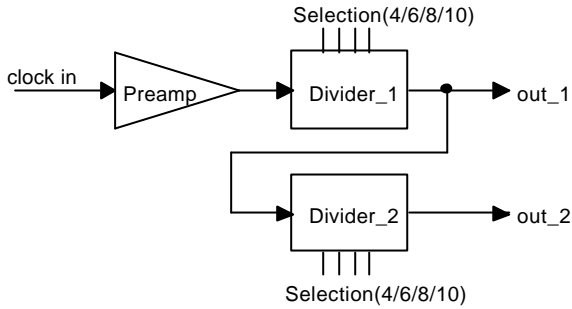 Selection(4/6/8/10)
clock in
Preamp
Divider_1
out_1
Divider_2
out_2
Selection(4/6/8/10)